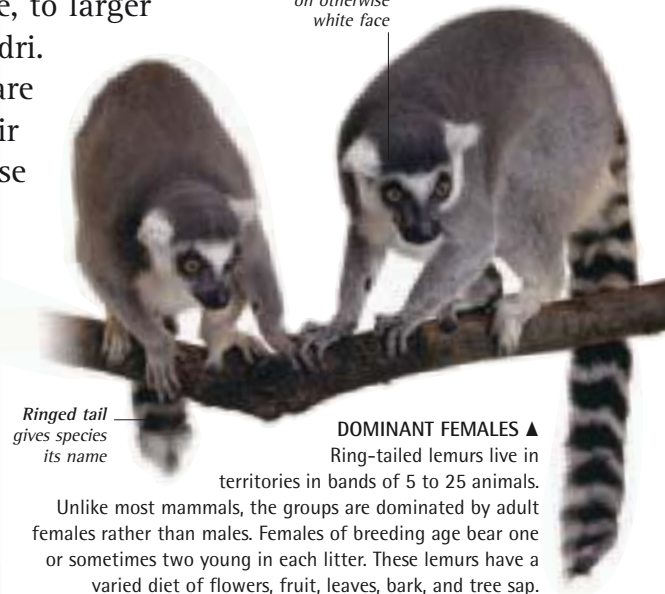 e, to larger
dri.
are
ir
se
on otherwise
white face
Ringed tail
gives species
its name
DOMINANT FEMALES ▲
Ring-tailed lemurs live in
territories in bands of 5 to 25 animals.
Unlike most mammals, the groups are dominated by adult
females rather than males. Females of breeding age bear one
or sometimes two young in each litter. These lemurs have a
varied diet of flowers, fruit, leaves, bark, and tree sap.